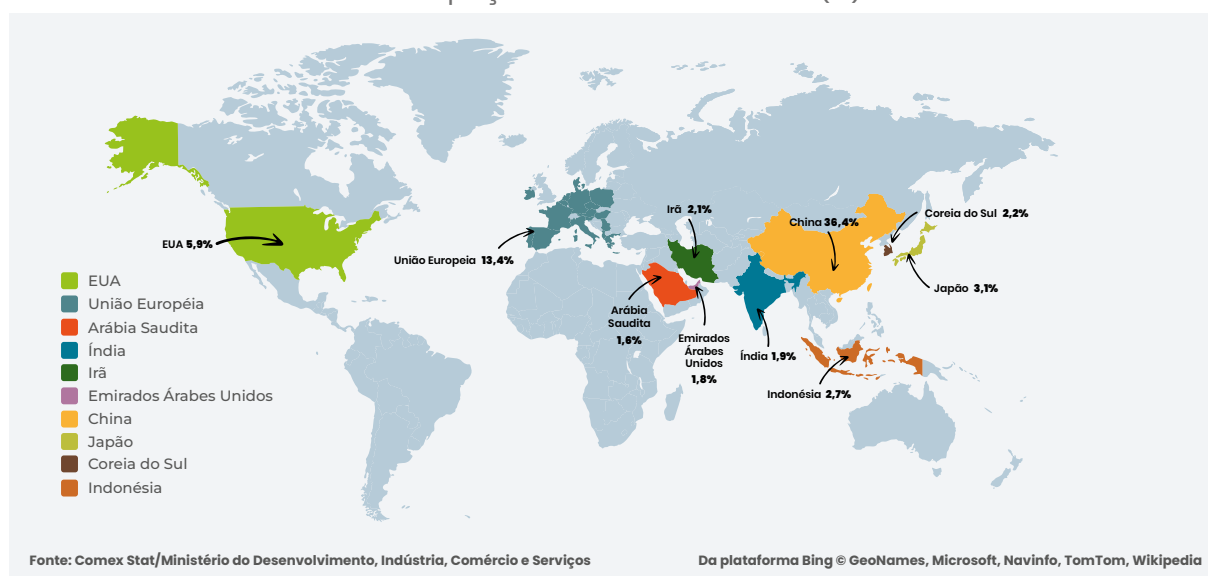 Irã 2,1%
China 36,4%
Coreia do Sul 2,2%
EUA 5,9%
União Europeia 13,4%
Japão 3,1%
Arábia
Saudita
1,6%
Emirados
Árabes
Unidos
1,8%
Índia 1,9%
Indonésia 2,7%
EUA
União Européia
Arábia Saudita
Índia
Irã
Emirados Árabes Unidos
China
Japão
Coreia do Sul
Indonésia
Fonte: Comex Stat/Ministério do Desenvolvimento, Indústria, Comércio e Serviços
Da plataforma Bing © GeoNames, Microsoft, Navinfo, TomTom, Wikipedia